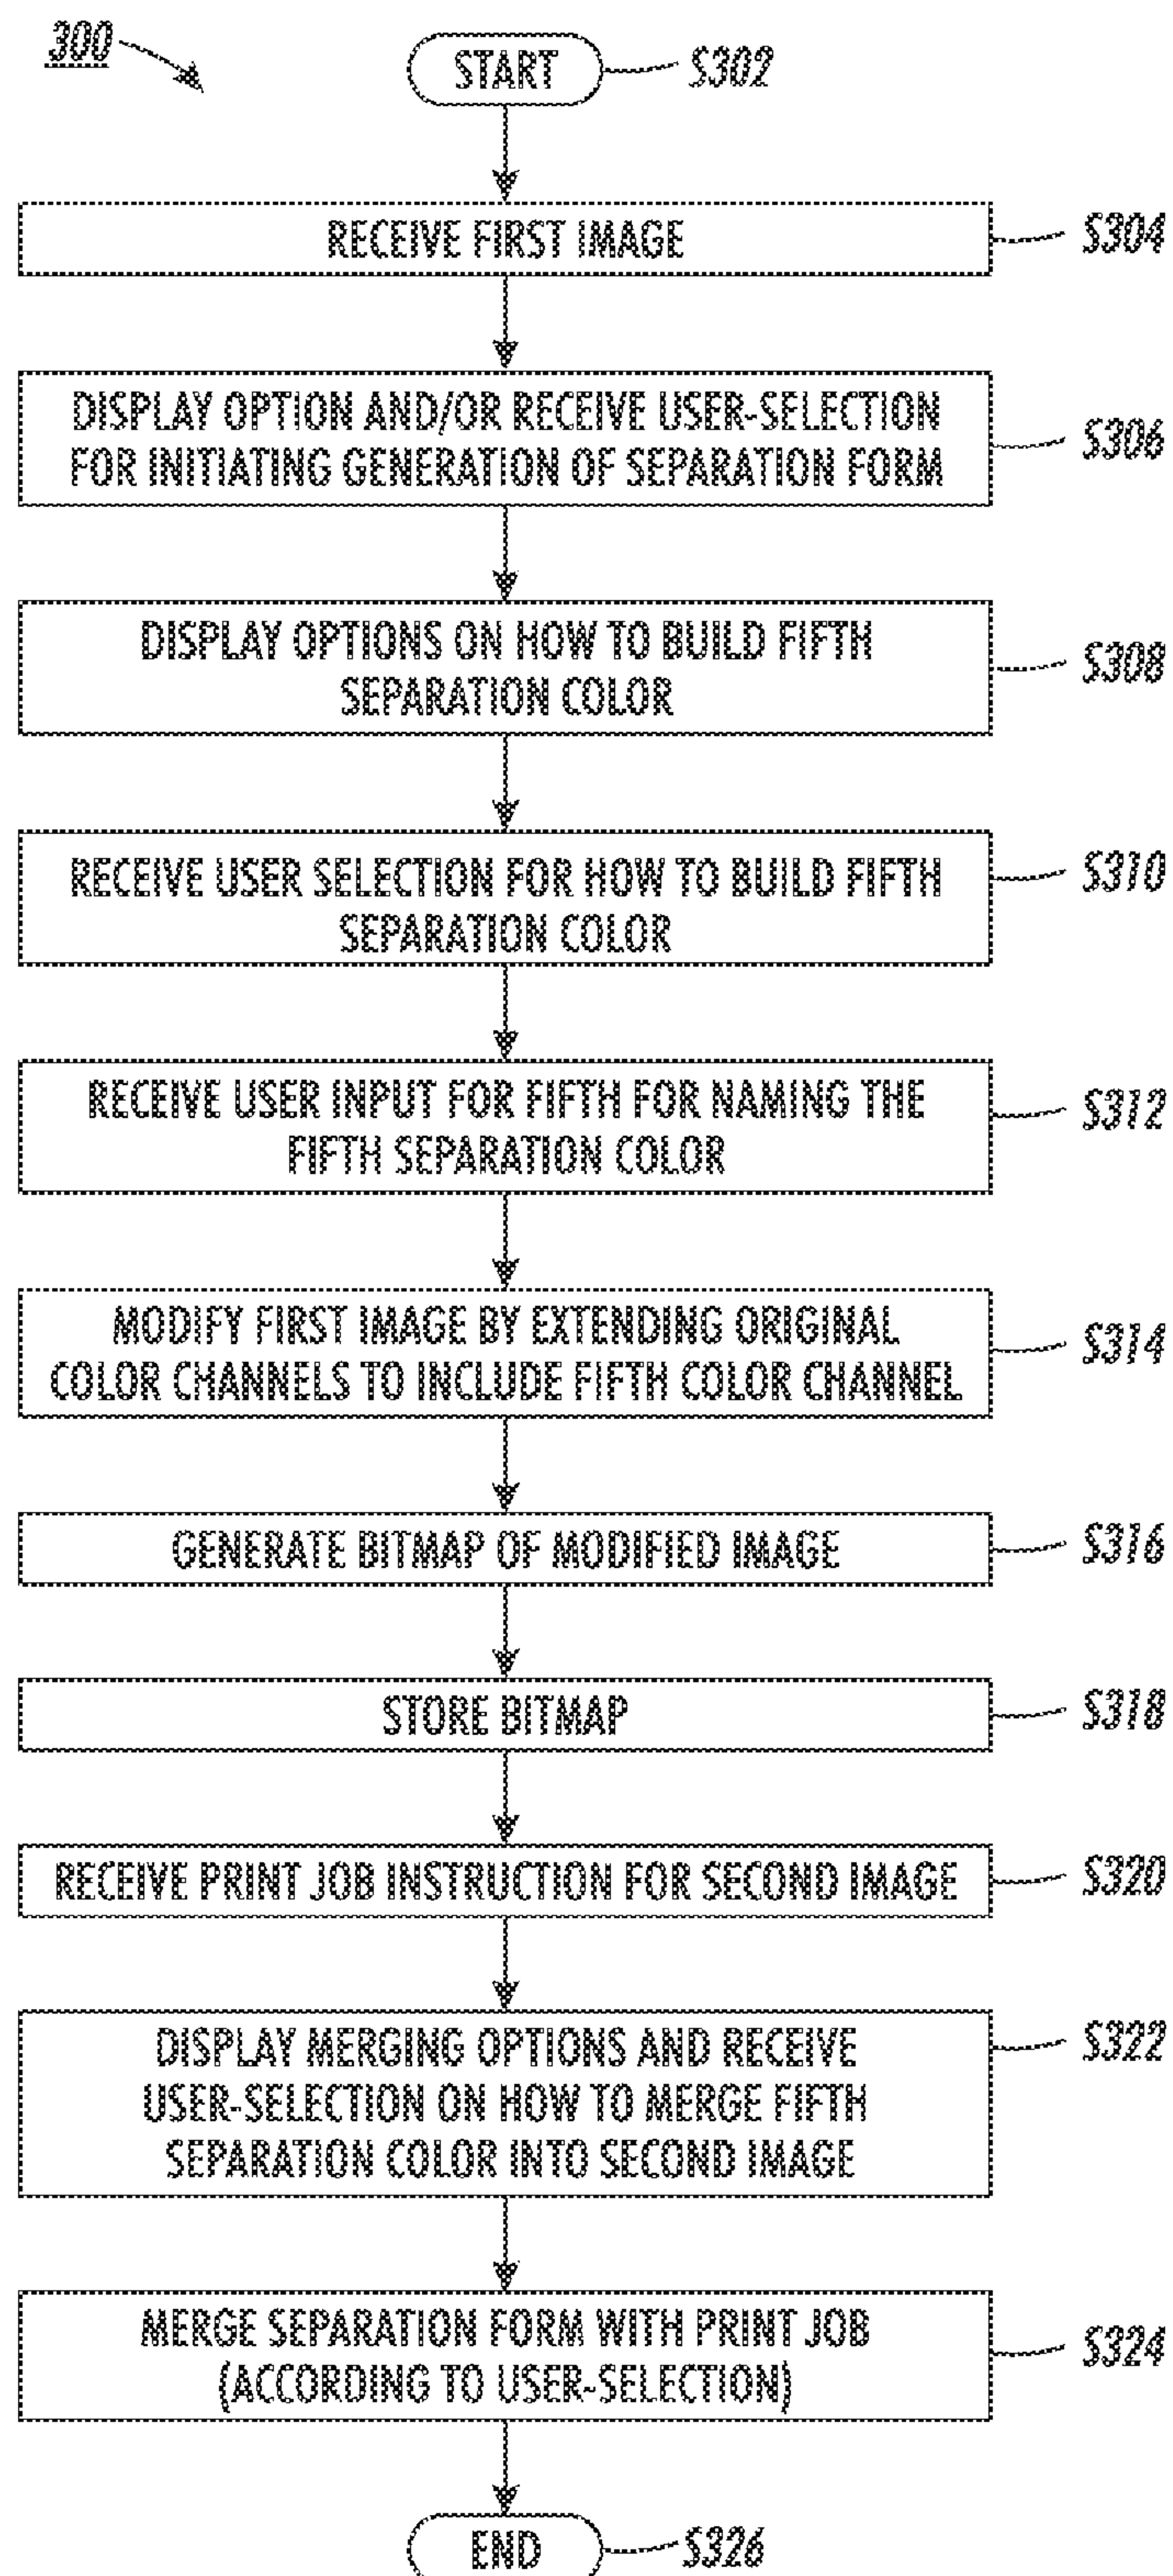 300
START
S302
RECEIVE FIRST IMAGE
S304
DISPLAY OPTION AND/OR RECEIVE USER-SELECTION
FOR INITIATING GENERATION OF SEPARATION FORM
S306
DISPLAY OPTIONS ON HOW TO BUILD FIFTH
SEPARATION COLOR
S308
RECEIVE USER SELECTION FOR HOW TO BUILD FIFTH
SEPARATION COLOR
S310
RECEIVE USER INPUT FOR FIFTH FOR NAMING THE
FIFTH SEPARATION COLOR
S312
MODIFY FIRST IMAGE BY EXTENDING ORIGINAL
COLOR CHANNELS TO INCLUDE FIFTH COLOR CHANNEL
S314
GENERATE BITMAP OF MODIFIED IMAGE
S316
STORE BITMAP
S318
RECEIVE PRINT JOB INSTRUCTION FOR SECOND IMAGE
S320
DISPLAY MERGING OPTIONS AND RECEIVE
USER-SELECTION ON HOW TO MERGE FIFTH
SEPARATION COLOR INTO SECOND IMAGE
S322
MERGE SEPARATION FORM WITH PRINT JOB
(ACCORDING TO USER-SELECTION)
S324
END
S326